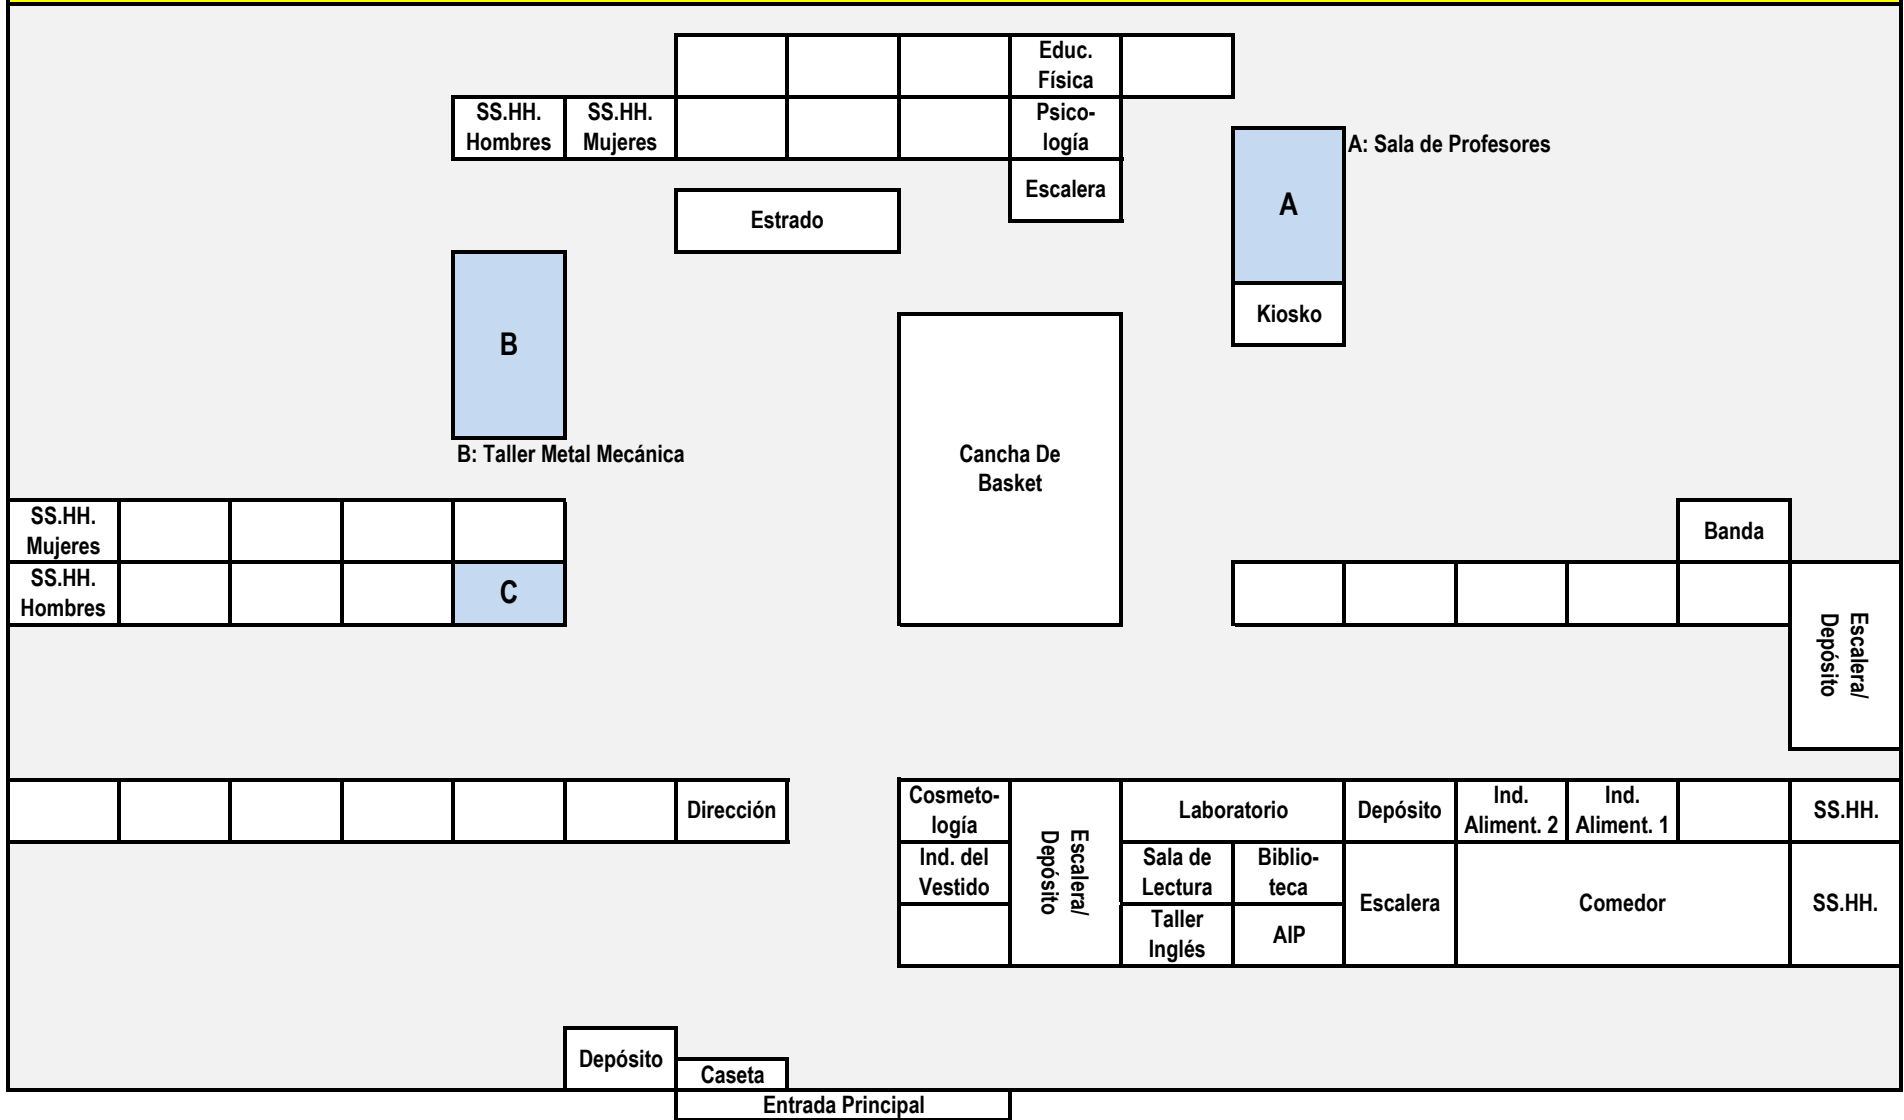 Educ.
Física
SS.HH.
Hombres
SS.HH.
Mujeres
Psico-
logía
A: Sala de Profesores
Escalera
A
Estrado
Kiosko
B
B: Taller Metal Mecánica
Cancha De
Basket
SS.HH.
Mujeres
Banda
SS.HH.
Hombres
C
Escalera/
Depósito
Dirección
Cosmeto-
logía
Escalera/
Depósito
Laboratorio
Depósito
Ind.
Aliment. 2
Ind.
Aliment. 1
SS.HH.
Ind. del
Vestido
Sala de
Lectura
Biblio-
teca
Escalera
Comedor
SS.HH.
Taller
Inglés
AIP
Depósito
Caseta
Entrada Principal